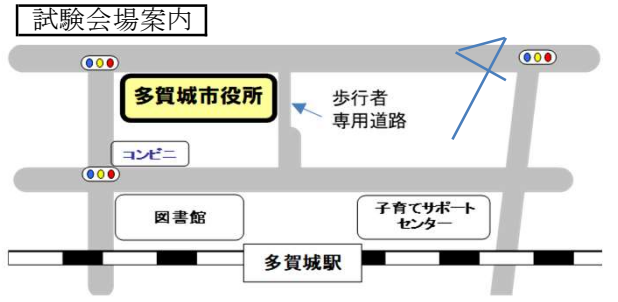 試験会場案内
多賀城市役所
歩行者
専用道路
コンビニ
図書館
子育てサポート
センター
多賀城駅